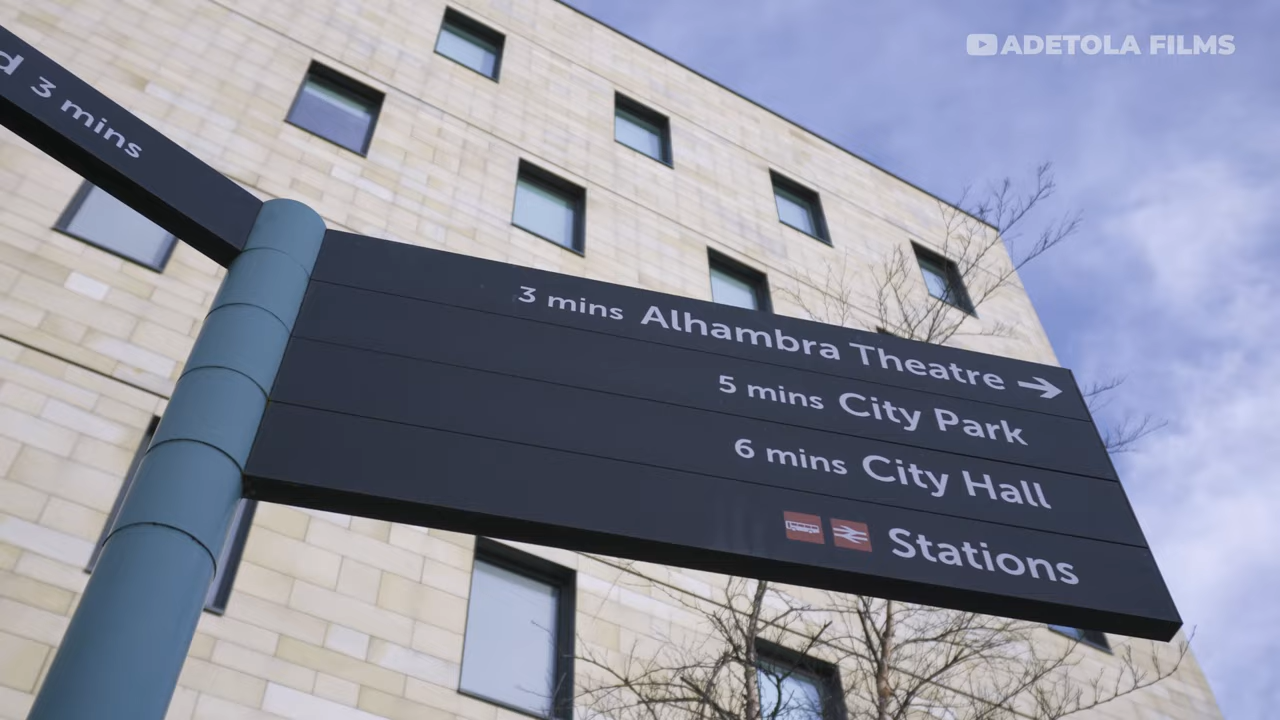 ADETOLA FILMS
d 3 mins
3 mins Alhambra Theatre →
5 mins City Park
6 mins City Hall
Stations